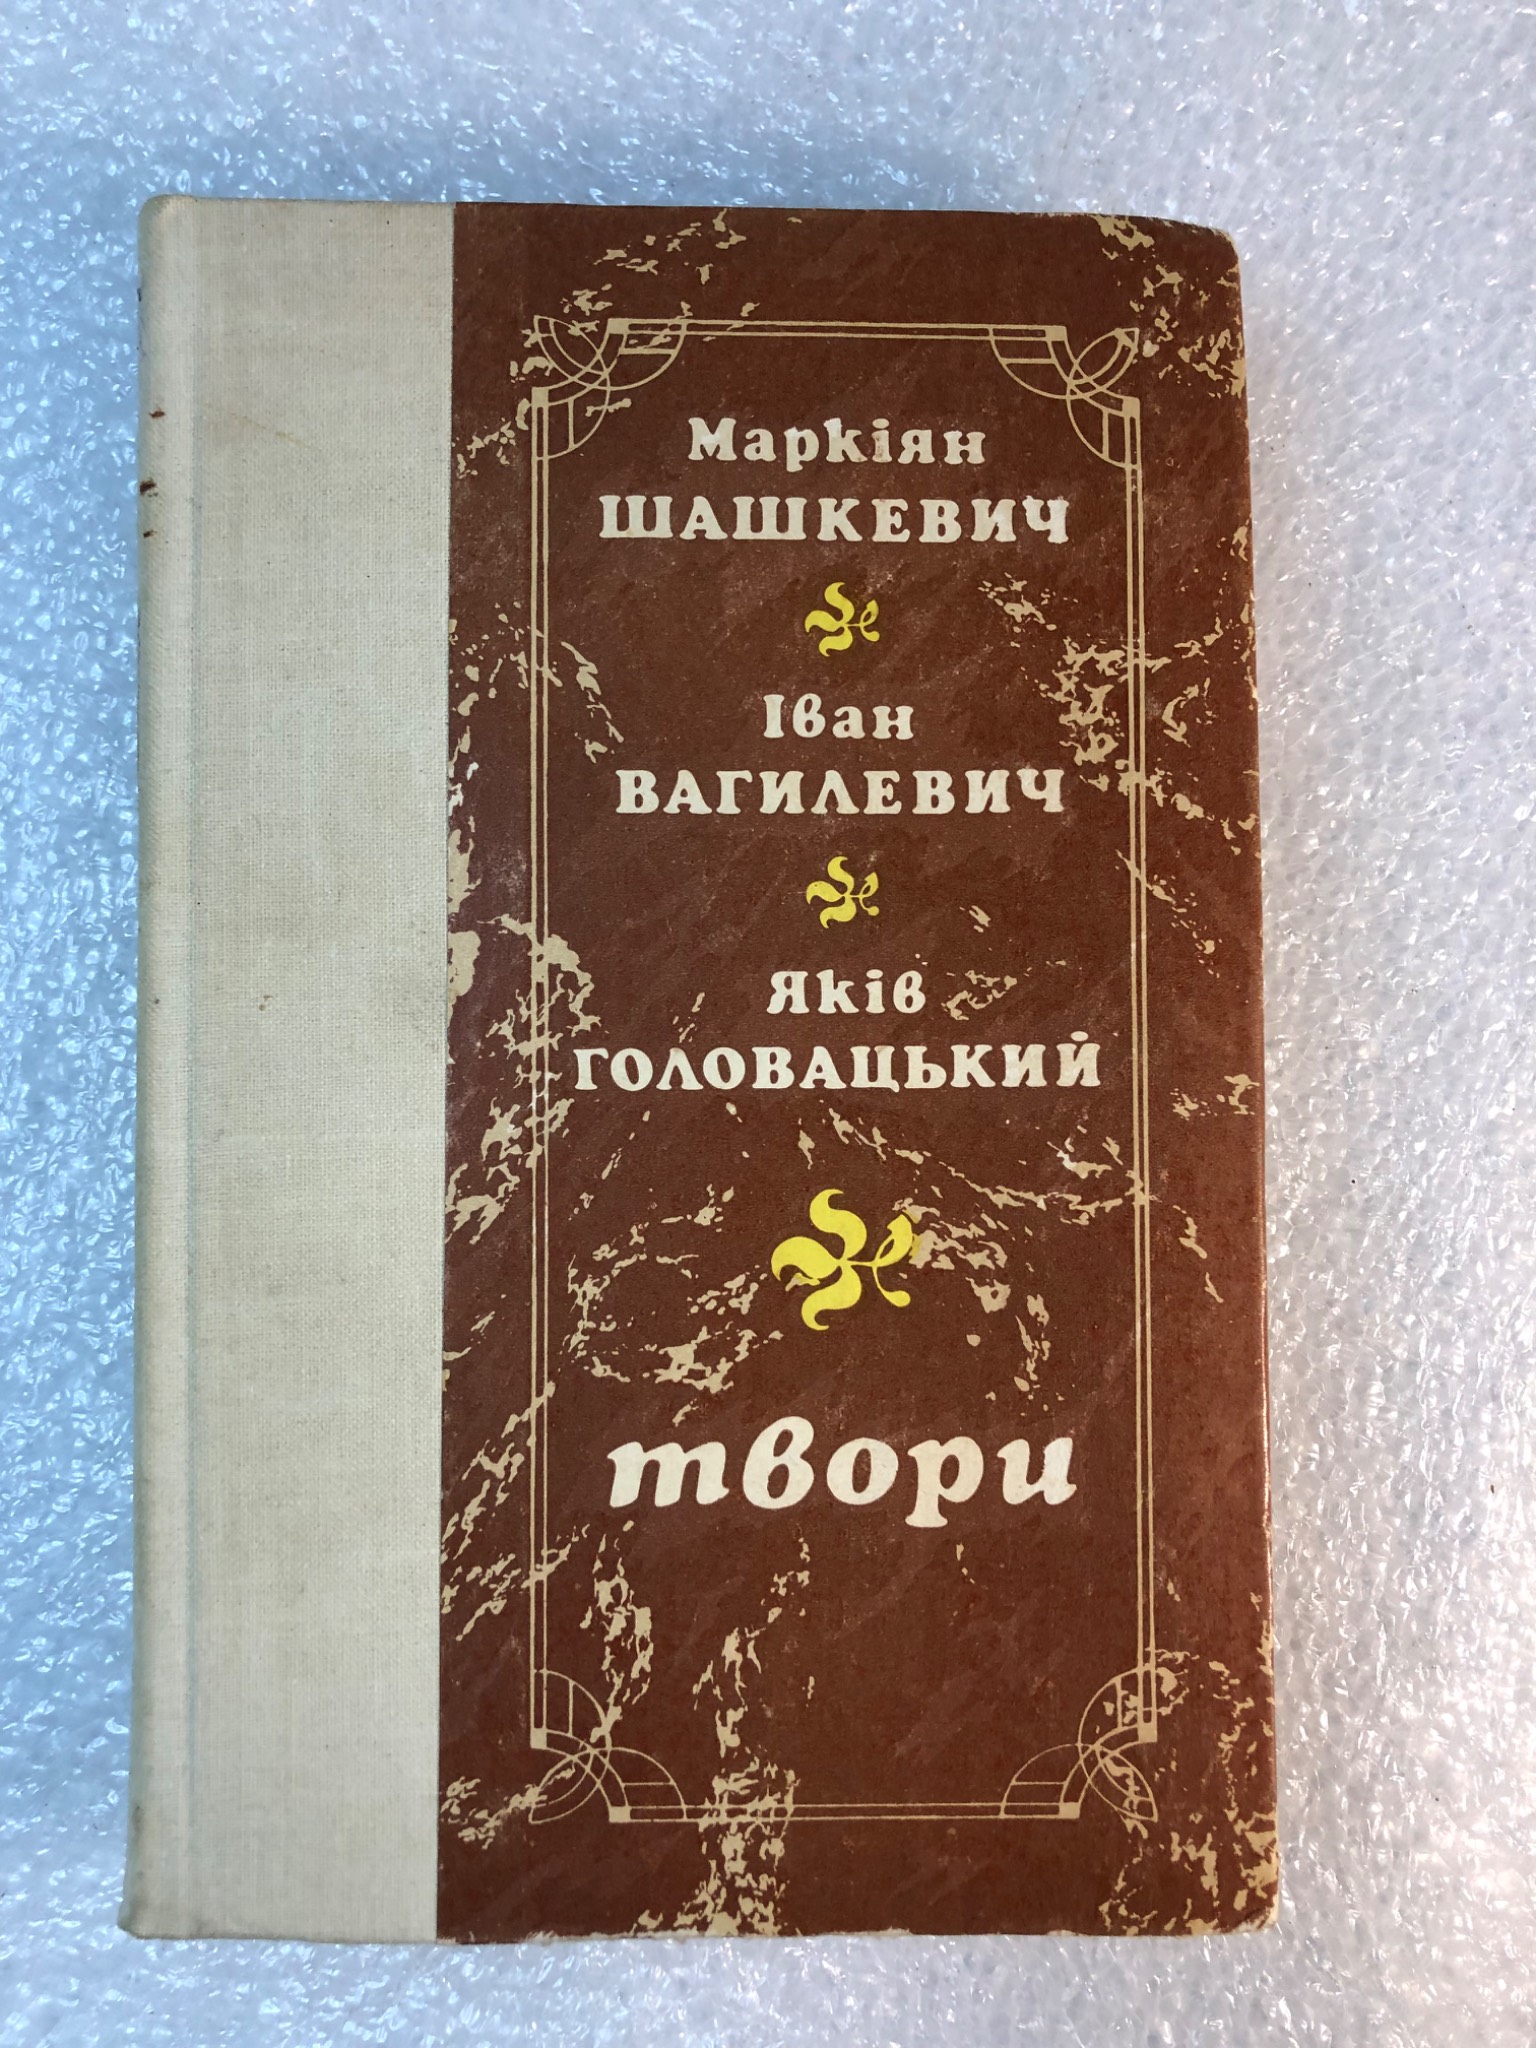 Маркіян
ШАШКЕВИЧ
Іван
ВАГИЛЕВИЧ
Яків
ГОЛОВАЦЬКИЙ
твори